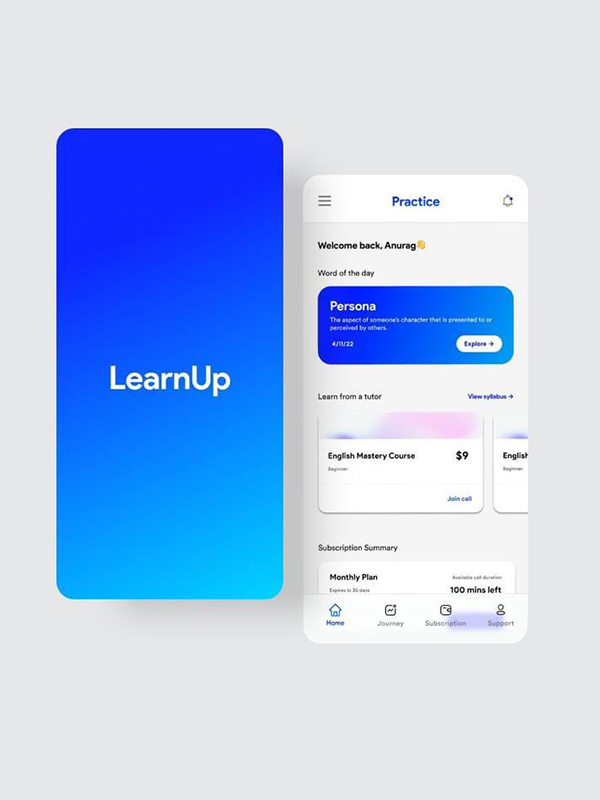 LearnUp
Practice
Welcome back, Anurag👋
Word of the day
Persona
The aspect of someone's character that is presented to or
perceived by others.
4/11/22
Explore →
Learn from a tutor
View syllabus →
English Mastery Course
$9
Beginner
Join call
English
Beginner
Subscription Summary
Monthly Plan
Available call duration
Expires in 30 days
100 mins left
Home
Journey
Subscription
Support